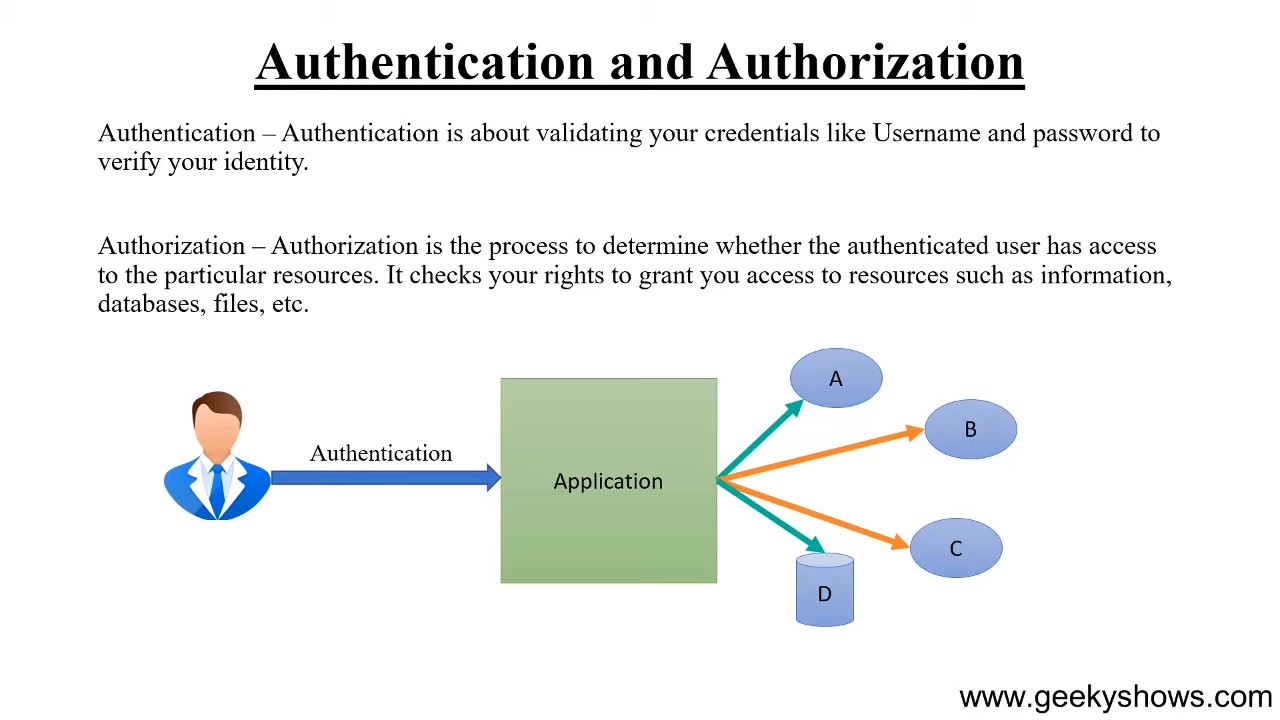 Authentication and Authorization
Authentication – Authentication is about validating your credentials like Username and password to
verify your identity.
Authorization – Authorization is the process to determine whether the authenticated user has access
to the particular resources. It checks your rights to grant you access to resources such as information,
databases, files, etc.
A
B
Authentication
Application
C
D
www.geekyshows.com